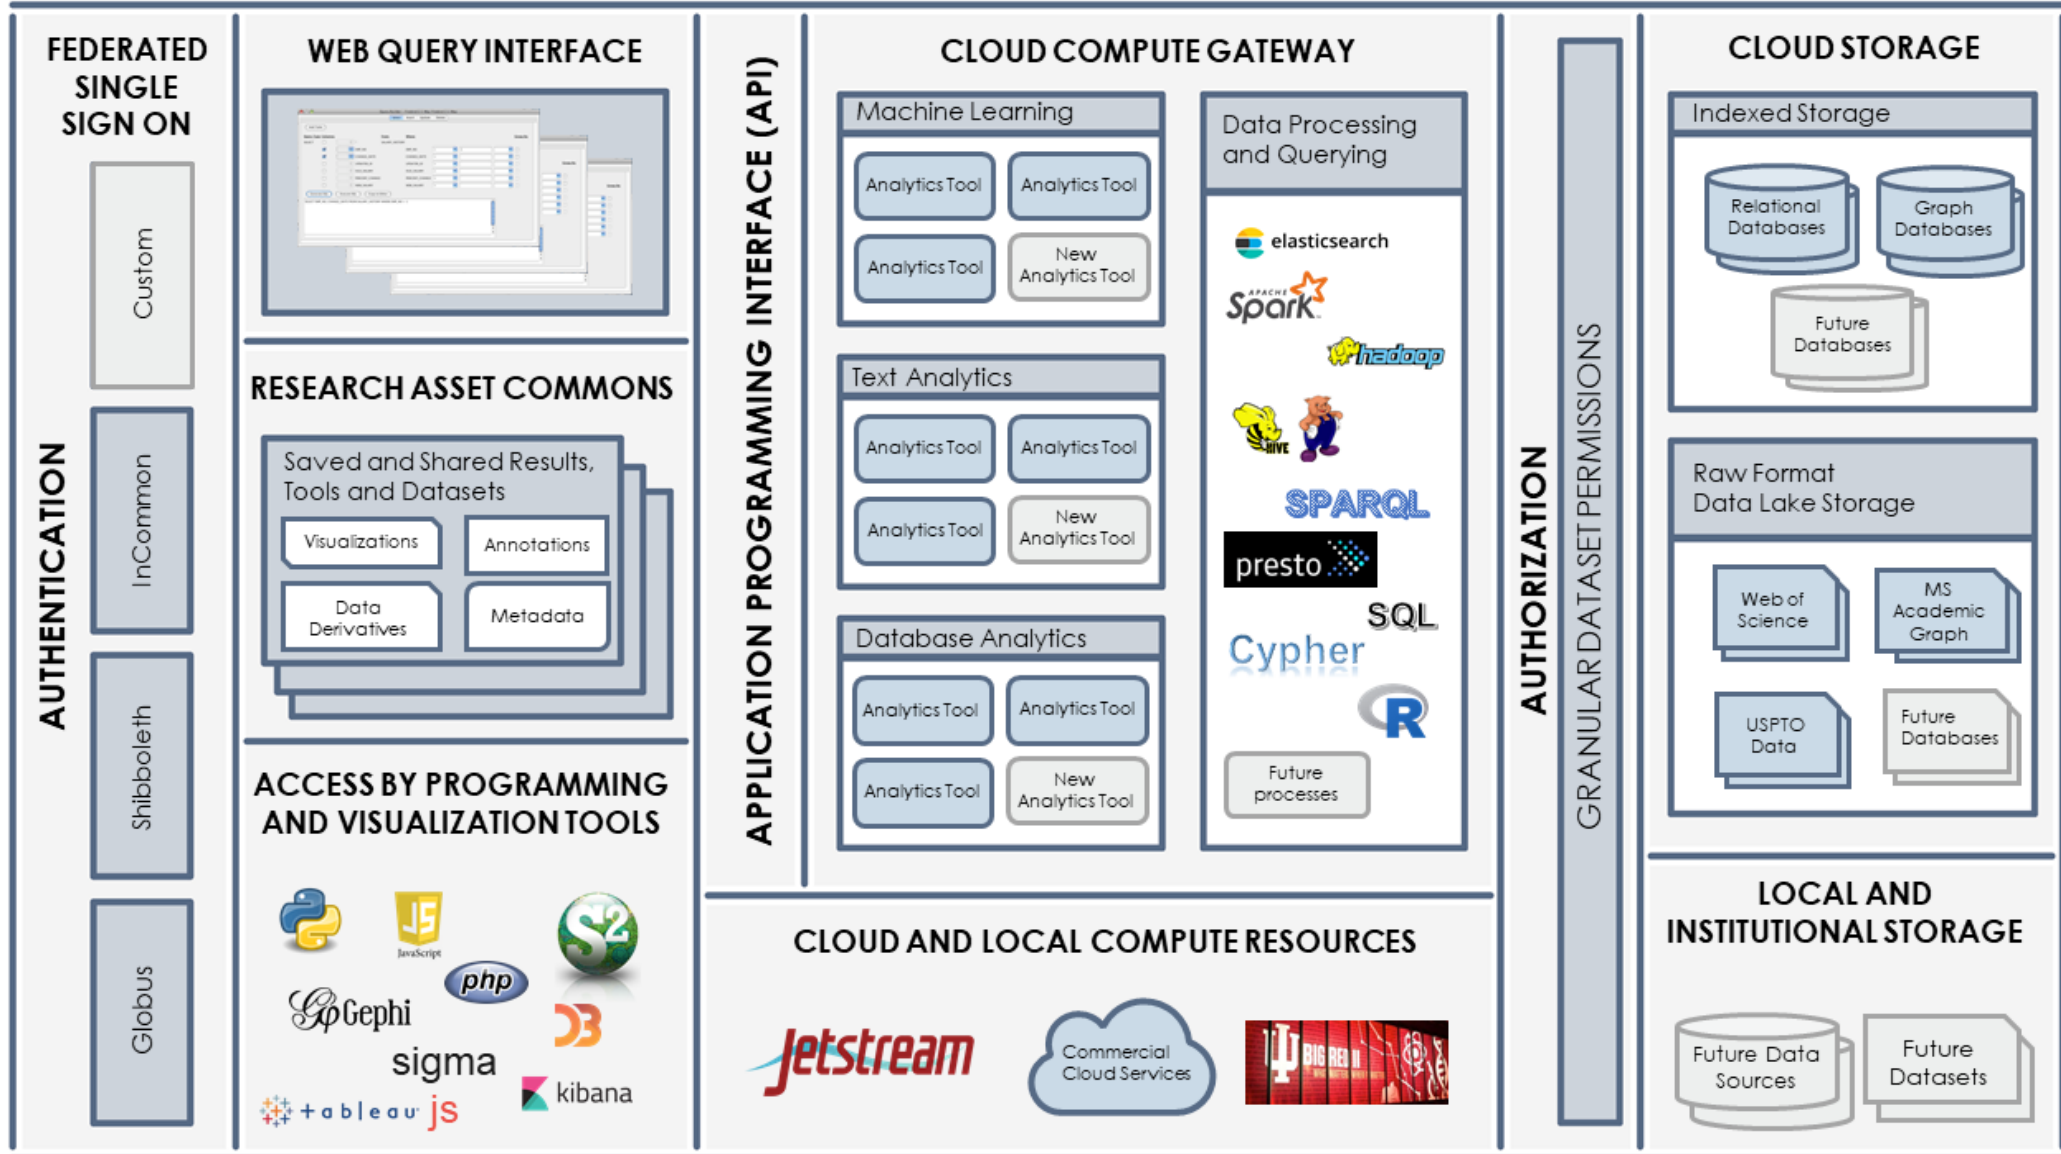 FEDERATED
SINGLE
SIGN ON
AUTHENTICATION
Custom
InCommon
Shibboleth
Globus
WEB QUERY INTERFACE
RESEARCH ASSET COMMONS
Saved and Shared Results,
Tools and Datasets
Visualizations
Annotations
Data
Derivatives
Metadata
ACCESS BY PROGRAMMING
AND VISUALIZATION TOOLS
JS
JavaScript
S2
php
Gephi
D3
sigma
js
kibana
+ableau
APPLICATION PROGRAMMING INTERFACE (API)
CLOUD COMPUTE GATEWAY
Machine Learning
Analytics Tool
Analytics Tool
Analytics Tool
New
Analytics Tool
Text Analytics
Analytics Tool
Analytics Tool
Analytics Tool
New
Analytics Tool
Database Analytics
Analytics Tool
Analytics Tool
Analytics Tool
New
Analytics Tool
Data Processing
and Querying
elasticsearch
APACHE
Spark
hadoop
HIVE
SPARQL
presto
SQL
Cypher
R
Future
processes
CLOUD AND LOCAL COMPUTE RESOURCES
Jetstream
Commercial
Cloud Services
BIG RED II
AUTHORIZATION
GRANULAR DATASET PERMISSIONS
CLOUD STORAGE
Indexed Storage
Relational
Databases
Graph
Databases
Future
Databases
Raw Format
Data Lake Storage
Web of
Science
MS
Academic
Graph
USPTO
Data
Future
Databases
LOCAL AND
INSTITUTIONAL STORAGE
Future Data
Sources
Future
Datasets